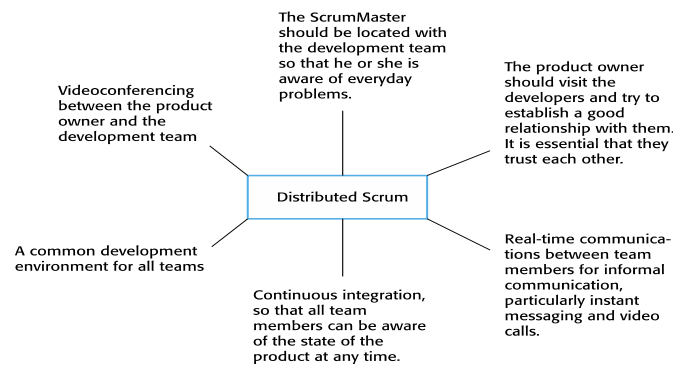 The ScrumMaster
should be located with
the development team
so that he or she is
aware of everyday
problems.
Videoconferencing
between the product
owner and the
development team
The product owner
should visit the
developers and try to
establish a good
relationship with them.
It is essential that they
trust each other.
Distributed Scrum
A common development
environment for all teams
Continuous integration,
so that all team
members can be aware
of the state of the
product at any time.
Real-time communica-
tions between team
members for informal
communication,
particularly instant
messaging and video
calls.